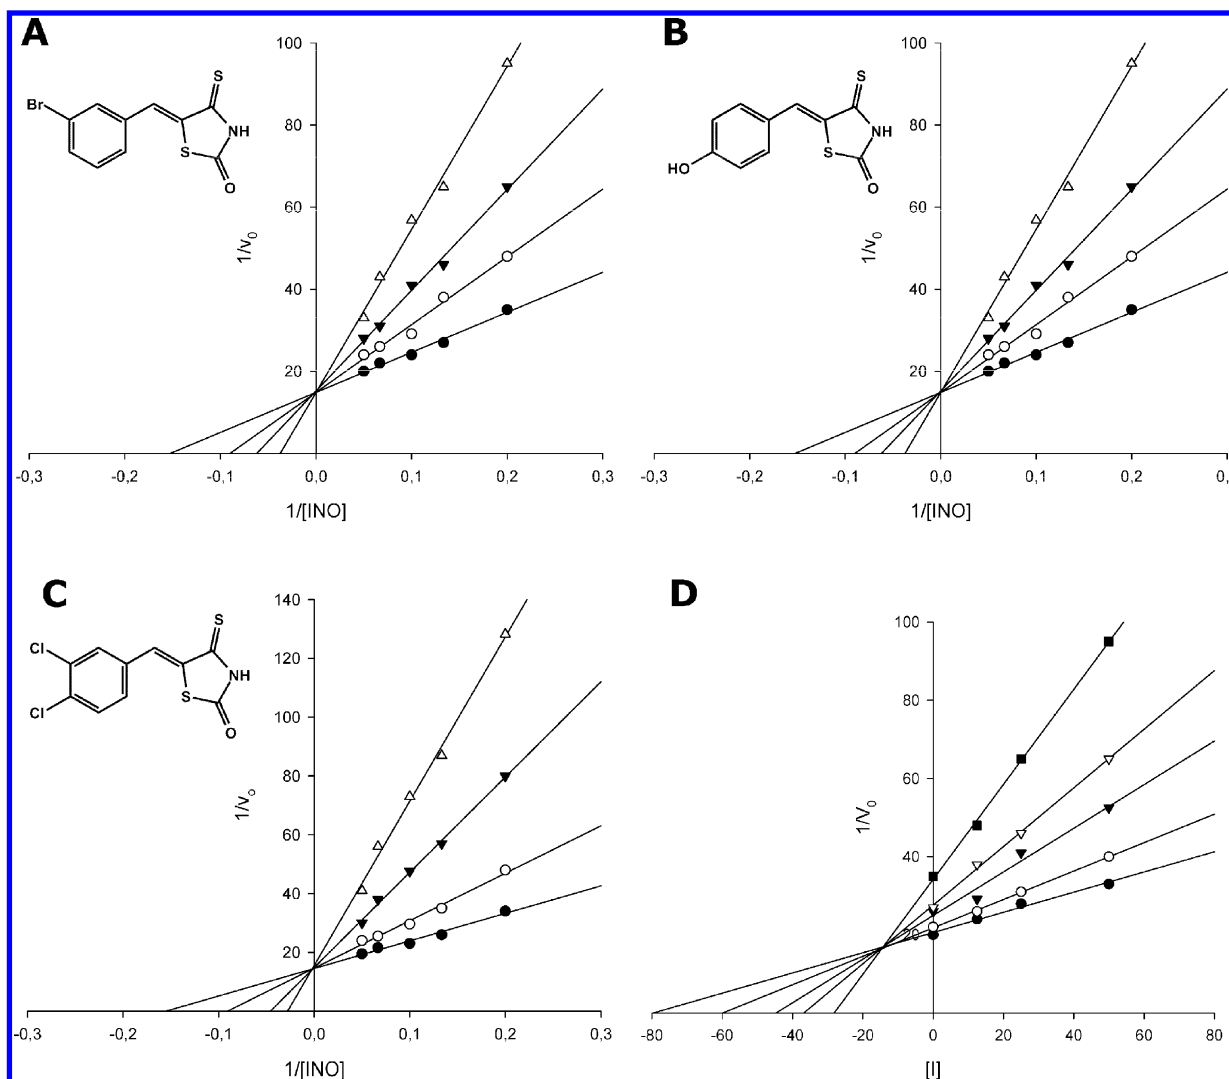 A
Br
S
NH
S
O
1/v0
100
80
60
40
20
-0,3 -0,2 -0,1 0,0 0,1 0,2 0,3
1/[INO]
B
HO
S
NH
S
O
1/v0
100
80
60
40
20
-0,3 -0,2 -0,1 0,0 0,1 0,2 0,
1/[INO]
C
Cl
Cl
S
NH
S
O
1/v0
140
120
100
80
60
40
20
-0,3 -0,2 -0,1 0,0 0,1 0,2 0,3
1/[INO]
D
1/V0
100
80
60
40
20
-80 -60 -40 -20 0 20 40 60 80
[I]